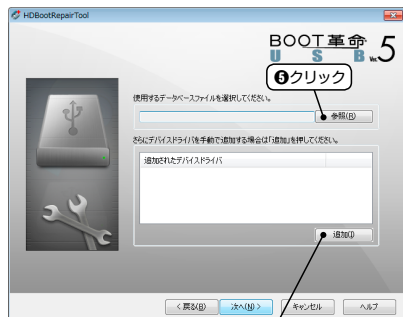 HDBootRepairTool
BOOT革命
USB Ver.5
❻クリック
使用するデータベースファイルを選択してください。
参照(R)
さらにデバイスドライバを手動で追加する場合は「追加」を押してください。
追加されたデバイスドライバ
追加(I)
< 戻る(B)
次へ(N) >
キャンセル
ヘルプ